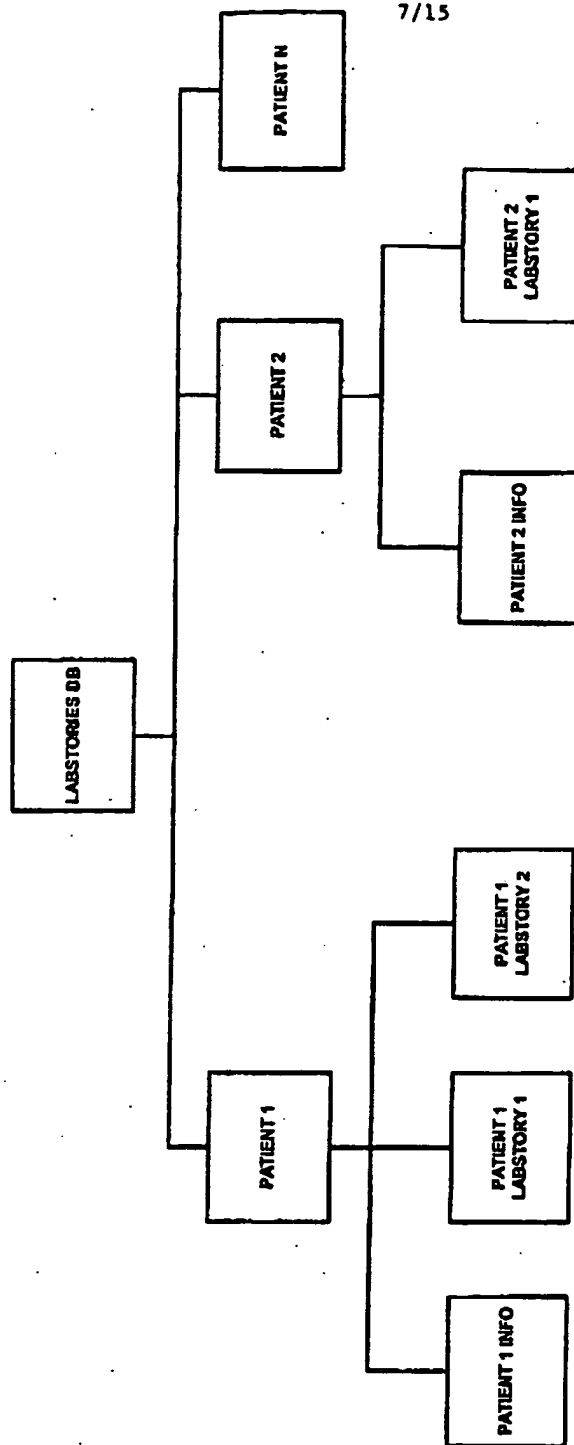 7/15
LABSTORIES DB
PATIENT 1
PATIENT 2
PATIENT N
PATIENT 1 INFO
PATIENT 1
LABSTORY 1
PATIENT 1
LABSTORY 2
PATIENT 2 INFO
PATIENT 2
LABSTORY 1